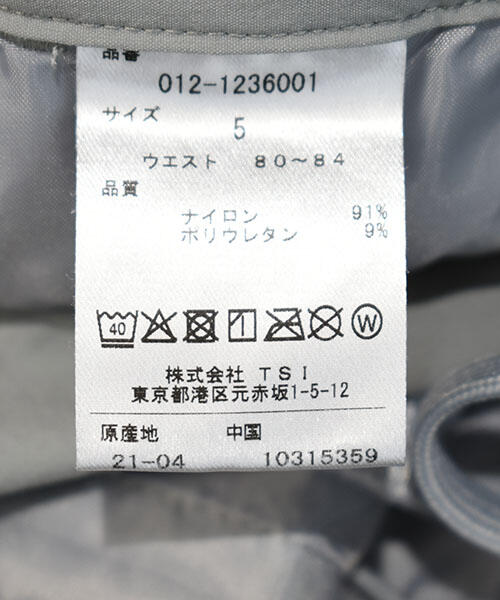 品番
012-1236001
サイズ
5
ウエスト 80～84
品質
ナイロン 91%
ポリウレタン 9%
40 W
株式会社 TSI
東京都港区元赤坂1-5-12
原産地 中国
21-04 10315359